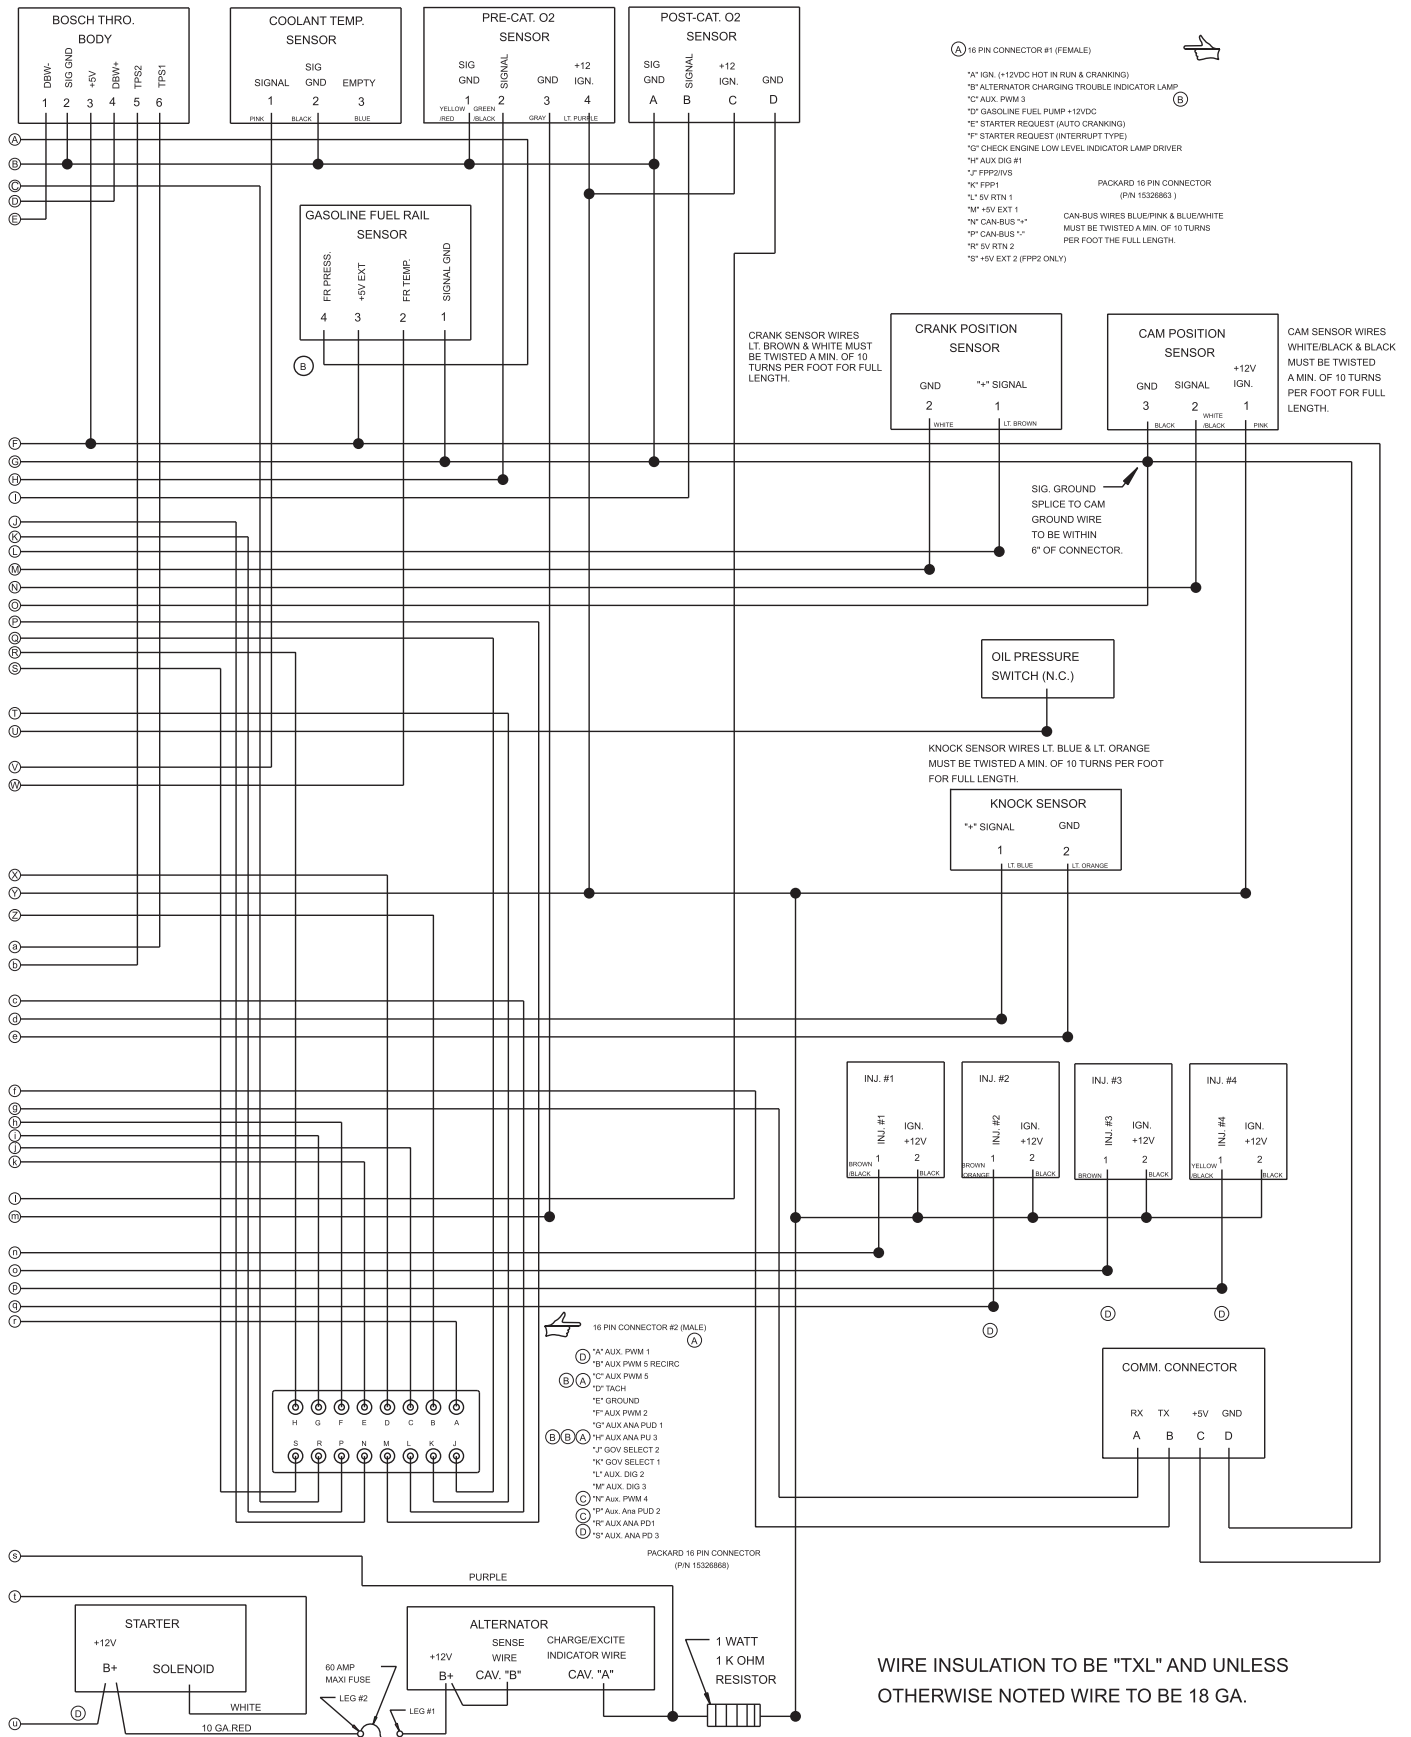 BOSCH THRO.
BODY
DBW-
SIG GND
+5V
DBW+
TPS2
TPS1
1 2 3 4 5 6
COOLANT TEMP.
SENSOR
SIG
SIGNAL GND EMPTY
1 2 3
PINK BLACK BLUE
PRE-CAT. O2
SENSOR
SIG
GND
SIGNAL
GND
+12
IGN.
1 2 3 4
YELLOW
/RED
GREEN
/BLACK
GRAY
LT. PURPLE
POST-CAT. O2
SENSOR
SIG
GND
SIGNAL
+12
IGN.
GND
A B C D
A 16 PIN CONNECTOR #1 (FEMALE)
"A" IGN. (+12VDC HOT IN RUN & CRANKING)
"B" ALTERNATOR CHARGING TROUBLE INDICATOR LAMP
"C" AUX. PWM 3
B
"D" GASOLINE FUEL PUMP +12VDC
"E" STARTER REQUEST (AUTO CRANKING)
"F" STARTER REQUEST (INTERRUPT TYPE)
"G" CHECK ENGINE LOW LEVEL INDICATOR LAMP DRIVER
"H" AUX DIG #1
"J" FPP2/IVS
"K" FPP1
"L" 5V RTN 1
"M" +5V EXT 1
"N" CAN-BUS "+"
"P" CAN-BUS "-"
"R" 5V RTN 2
"S" +5V EXT 2 (FPP2 ONLY)
PACKARD 16 PIN CONNECTOR
(P/N 15326863 )
CAN-BUS WIRES BLUE/PINK & BLUE/WHITE
MUST BE TWISTED A MIN. OF 10 TURNS
PER FOOT THE FULL LENGTH.
A
B
C
D
E
GASOLINE FUEL RAIL
SENSOR
FR PRESS.
+5V EXT
FR TEMP.
SIGNAL GND
4 3 2 1
B
CRANK SENSOR WIRES
LT. BROWN & WHITE MUST
BE TWISTED A MIN. OF 10
TURNS PER FOOT FOR FULL
LENGTH.
CRANK POSITION
SENSOR
GND "+" SIGNAL
2 1
WHITE LT. BROWN
CAM POSITION
SENSOR
+12V
GND SIGNAL IGN.
3 2 1
BLACK
WHITE
/BLACK
PINK
CAM SENSOR WIRES
WHITE/BLACK & BLACK
MUST BE TWISTED
A MIN. OF 10 TURNS
PER FOOT FOR FULL
LENGTH.
F
G
H
I
SIG. GROUND
SPLICE TO CAM
GROUND WIRE
TO BE WITHIN
6" OF CONNECTOR.
J
K
L
M
N
O
P
Q
R
S
T
U
V
W
OIL PRESSURE
SWITCH (N.C.)
KNOCK SENSOR WIRES LT. BLUE & LT. ORANGE
MUST BE TWISTED A MIN. OF 10 TURNS PER FOOT
FOR FULL LENGTH.
KNOCK SENSOR
"+" SIGNAL GND
1 2
LT. BLUE LT. ORANGE
X
Y
Z
a
b
c
d
e
f
g
h
i
j
k
l
m
n
o
p
q
r
INJ. #1
INJ. #1
IGN.
+12V
1 2
BROWN
/BLACK
BLACK
INJ. #2
INJ. #2
IGN.
+12V
1 2
BROWN
/ORANGE
BLACK
INJ. #3
INJ. #3
IGN.
+12V
1 2
BROWN BLACK
INJ. #4
INJ. #4
IGN.
+12V
1 2
YELLOW
/BLACK
BLACK
D D D
16 PIN CONNECTOR #2 (MALE)
A
D "A" AUX. PWM 1
"B" AUX PWM 5 RECIRC
B A "C" AUX PWM 5
"D" TACH
"E" GROUND
"F" AUX PWM 2
"G" AUX ANA PUD 1
B B A "H" AUX ANA PU 3
"J" GOV SELECT 2
"K" GOV SELECT 1
"L" AUX. DIG 2
"M" AUX. DIG 3
C "N" Aux. PWM 4
C "P" Aux. Ana PUD 2
"R" AUX ANA PD1
D "S" AUX. ANA PD 3
PACKARD 16 PIN CONNECTOR
(P/N 15326868)
H G F E D C B A
S R P N M L K J
COMM. CONNECTOR
RX TX +5V GND
A B C D
s
PURPLE
t
STARTER
+12V
B+ SOLENOID
WHITE
D
u
10 GA.RED
60 AMP
MAXI FUSE
LEG #2
LEG #1
ALTERNATOR
+12V
B+
SENSE
WIRE
CAV. "B"
CHARGE/EXCITE
INDICATOR WIRE
CAV. "A"
1 WATT
1 K OHM
RESISTOR
WIRE INSULATION TO BE "TXL" AND UNLESS
OTHERWISE NOTED WIRE TO BE 18 GA.